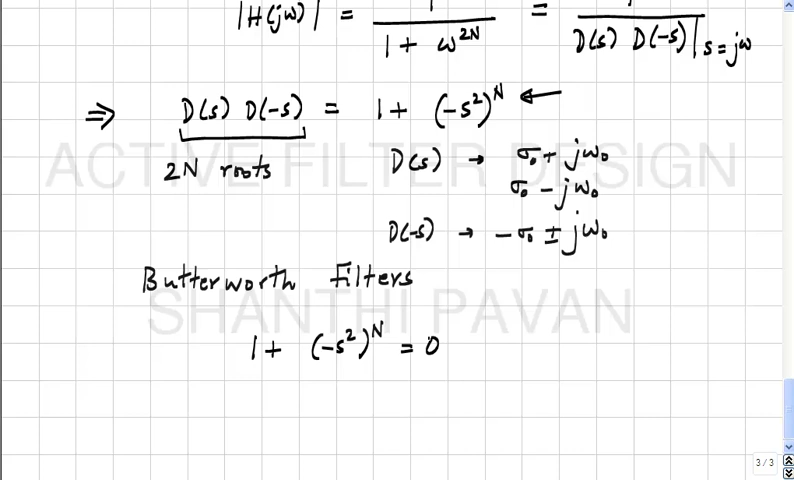 |H(jω)| = 1 / (1 + ω^{2N}) = 1 / (D(s) D(-s)|_{s=jω})
⇒ D(s) D(-s) = 1 + (-s²)^N ←
2N roots
D(s) → σ₀ + jω₀
σ₀ - jω₀
D(-s) → -σ₀ ± jω₀
Butterworth Filters
1 + (-s²)^N = 0
ACTIVE FILTER DESIGN
SHANTHI PAVAN
3 / 3